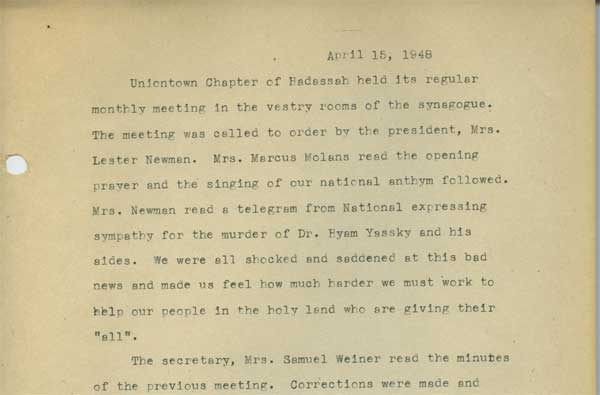 April 15, 1948
Uniontown Chapter of Hadassah held its regular
monthly meeting in the vestry rooms of the synagogue.
The meeting was called to order by the president, Mrs.
Lester Newman. Mrs. Marcus Molans read the opening
prayer and the singing of our national anthym followed.
Mrs. Newman read a telegram from National expressing
sympathy for the murder of Dr. Hyam Yassky and his
aides. We were all shocked and saddened at this bad
news and made us feel how much harder we must work to
help our people in the holy land who are giving their
"all".
The secretary, Mrs. Samuel Weiner read the minutes
of the previous meeting. Corrections were made and